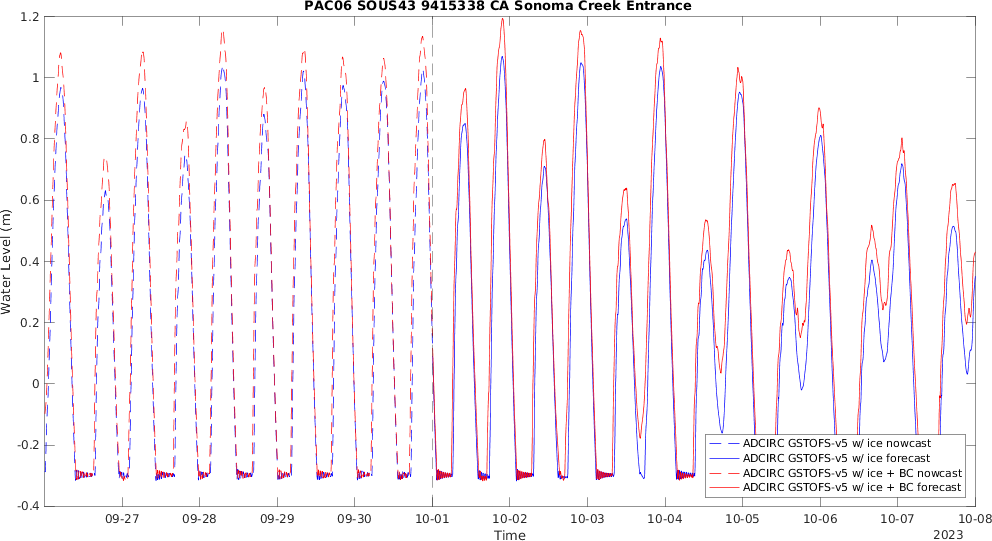 PAC06 SOUS43 9415338 CA Sonoma Creek Entrance
Water Level (m)
1.2
1
0.8
0.6
0.4
0.2
0
-0.2
-0.4
ADCIRC GSTOFS-v5 w/ ice nowcast
ADCIRC GSTOFS-v5 w/ ice forecast
ADCIRC GSTOFS-v5 w/ ice + BC nowcast
ADCIRC GSTOFS-v5 w/ ice + BC forecast
09-27 09-28 09-29 09-30 10-01 10-02 10-03 10-04 10-05 10-06 10-07 10-08
Time
2023